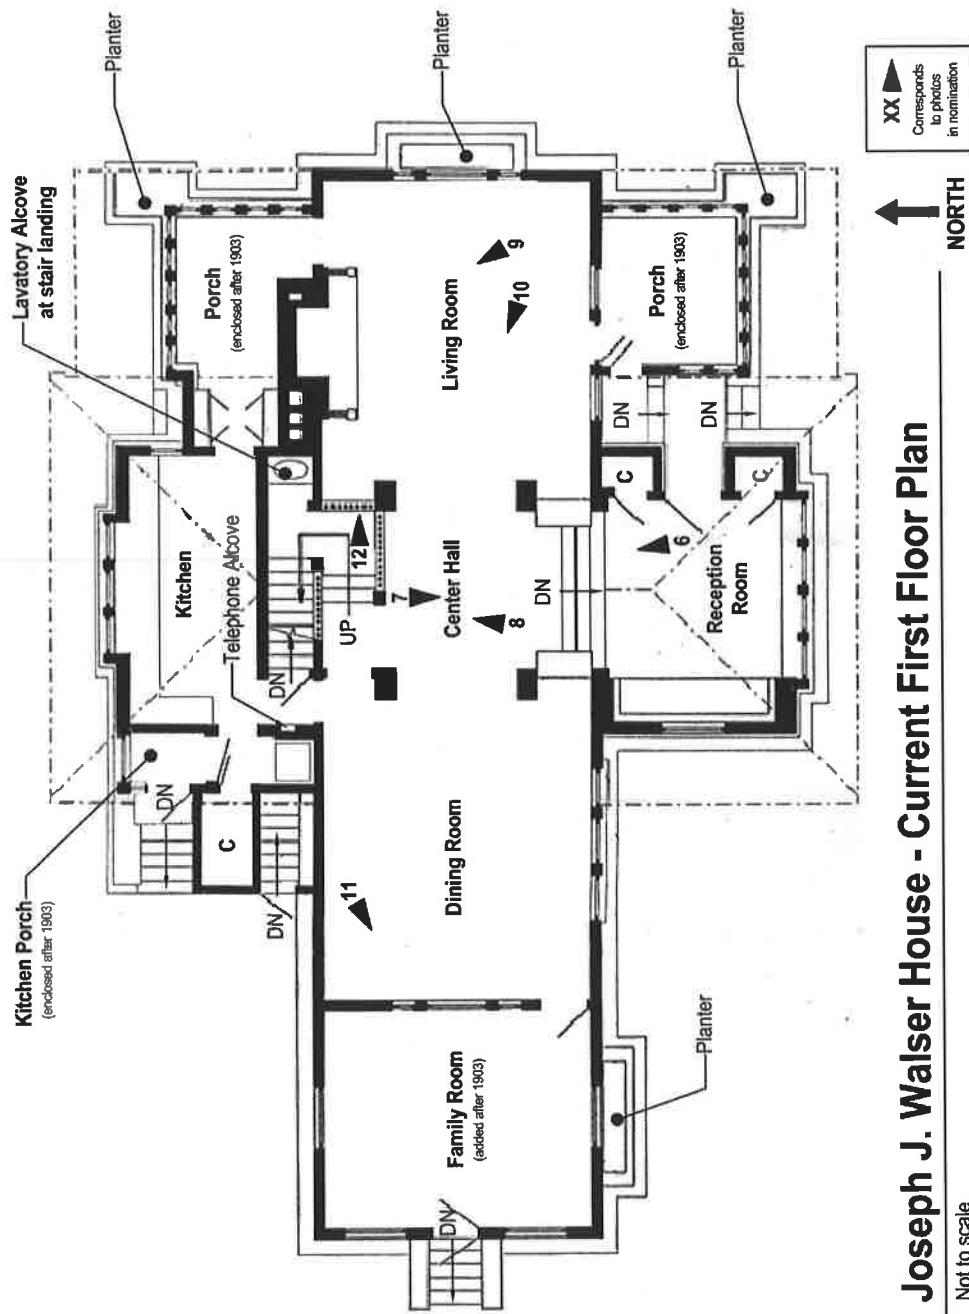 Planter
Planter
Planter
Lavatory Alcove
at stair landing
Porch
(enclosed after 1903)
Living Room
9
10
Porch
(enclosed after 1903)
DN
DN
C
C
Kitchen
Telephone Alcove
12
UP
DN
7
Center Hall
8
DN
6
Reception
Room
Kitchen Porch
(enclosed after 1903)
DN
C
DN
11
Dining Room
Family Room
(added after 1903)
DN
Planter
XX
Corresponds
to photos
in nomination
NORTH
Joseph J. Walser House - Current First Floor Plan
Not to scale